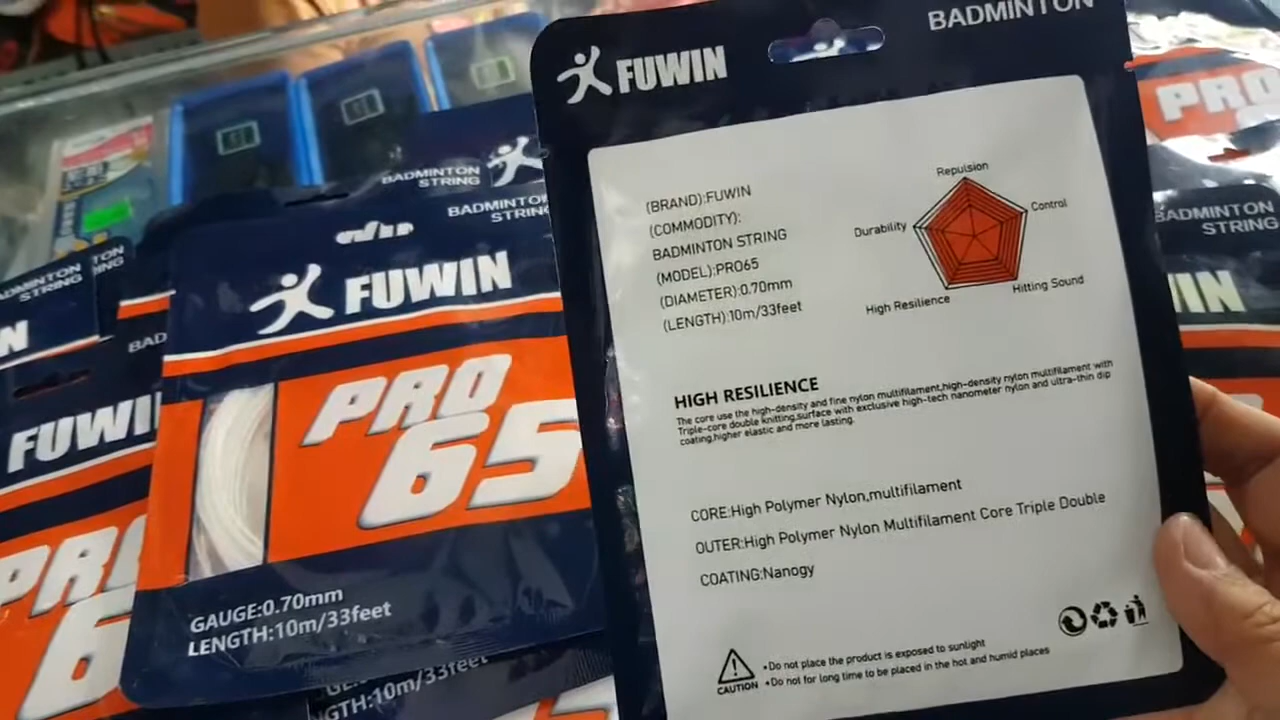 BADMINTON
FUWIN
(BRAND):FUWIN
(COMMODITY):
BADMINTON STRING
(MODEL):PRO65
(DIAMETER):0.70mm
(LENGTH):10m/33feet
Repulsion
Control
Durability
High Resilience
Hitting Sound
HIGH RESILIENCE
The core use the high-density and fine nylon multifilament,high-density nylon multifilament with
Triple-core double knitting,surface with exclusive high-tech nanometer nylon and ultra-thin dip
coating,higher elastic and more lasting.
CORE:High Polymer Nylon,multifilament
OUTER:High Polymer Nylon Multifilament Core Triple Double
COATING:Nanogy
CAUTION
•Do not place the product is exposed to sunlight
•Do not for long time to be placed in the hot and humid places
BADMINTON
STRING
BADMINTON
STRING
FUWIN
PRO
65
GAUGE:0.70mm
LENGTH:10m/33feet
BADMINTON
STRING
FUWIN
PRO
6
10m/33feet
PRO
BADMINTON
STRING